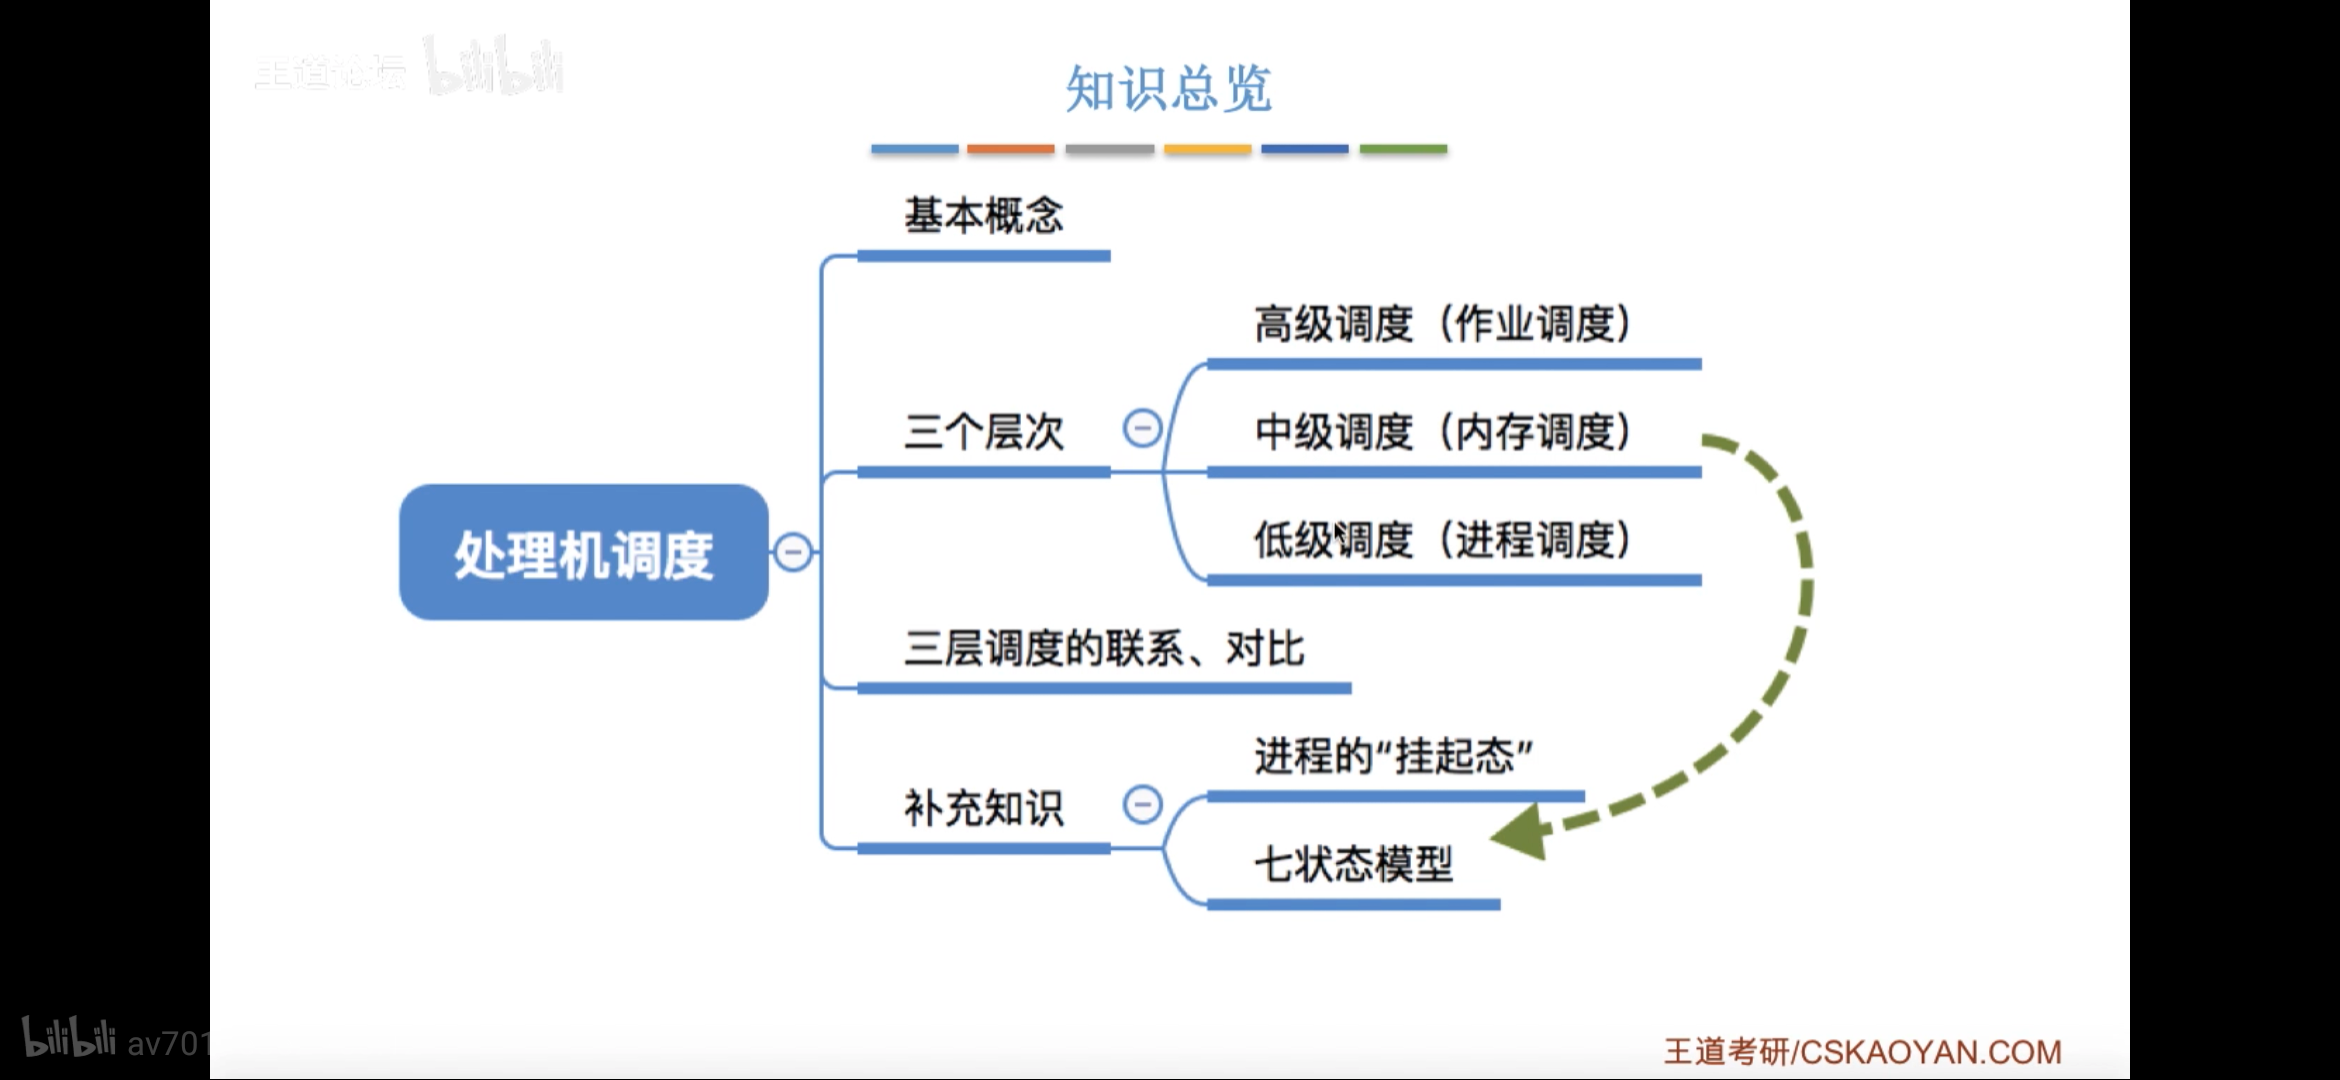 王道论坛 bilibili
知识总览
基本概念
高级调度（作业调度）
三个层次
中级调度（内存调度）
低级调度（进程调度）
处理机调度
三层调度的联系、对比
进程的“挂起态”
补充知识
七状态模型
bilibili av701
王道考研/CSKAOYAN.COM